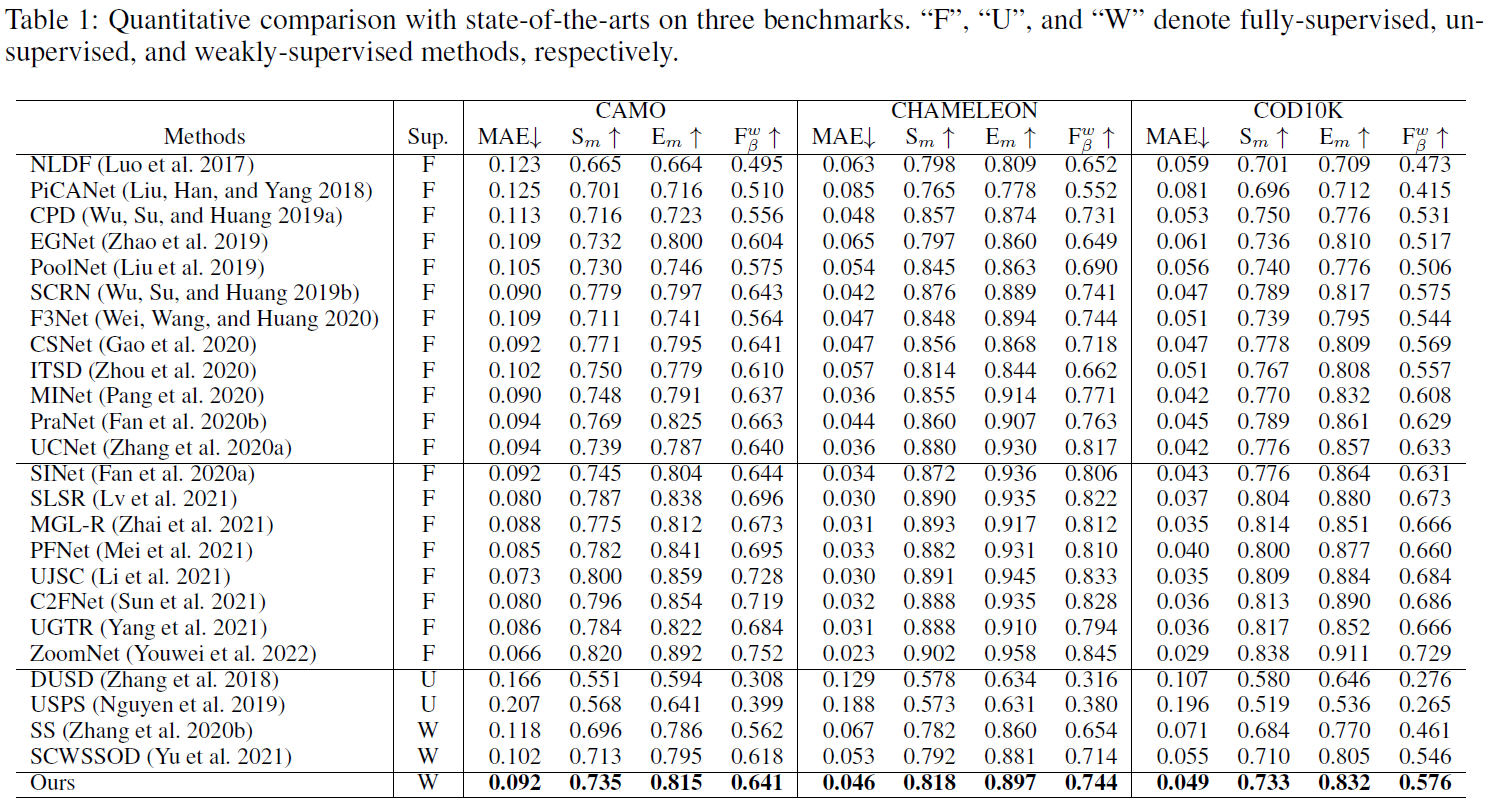 Table 1: Quantitative comparison with state-of-the-arts on three benchmarks. “F”, “U”, and “W” denote fully-supervised, un-
supervised, and weakly-supervised methods, respectively.
CAMO CHAMELEON COD10K
Methods Sup. MAE↓ Sm ↑ Em ↑ Fwβ ↑ MAE↓ Sm ↑ Em ↑ Fwβ ↑ MAE↓ Sm ↑ Em ↑ Fwβ ↑
NLDF (Luo et al. 2017) F 0.123 0.665 0.664 0.495 0.063 0.798 0.809 0.652 0.059 0.701 0.709 0.473
PiCANet (Liu, Han, and Yang 2018) F 0.125 0.701 0.716 0.510 0.085 0.765 0.778 0.552 0.081 0.696 0.712 0.415
CPD (Wu, Su, and Huang 2019a) F 0.113 0.716 0.723 0.556 0.048 0.857 0.874 0.731 0.053 0.750 0.776 0.531
EGNet (Zhao et al. 2019) F 0.109 0.732 0.800 0.604 0.065 0.797 0.860 0.649 0.061 0.736 0.810 0.517
PoolNet (Liu et al. 2019) F 0.105 0.730 0.746 0.575 0.054 0.845 0.863 0.690 0.056 0.740 0.776 0.506
SCRN (Wu, Su, and Huang 2019b) F 0.090 0.779 0.797 0.643 0.042 0.876 0.889 0.741 0.047 0.789 0.817 0.575
F3Net (Wei, Wang, and Huang 2020) F 0.109 0.711 0.741 0.564 0.047 0.848 0.894 0.744 0.051 0.739 0.795 0.544
CSNet (Gao et al. 2020) F 0.092 0.771 0.795 0.641 0.047 0.856 0.868 0.718 0.047 0.778 0.809 0.569
ITSD (Zhou et al. 2020) F 0.102 0.750 0.779 0.610 0.057 0.814 0.844 0.662 0.051 0.767 0.808 0.557
MINet (Pang et al. 2020) F 0.090 0.748 0.791 0.637 0.036 0.855 0.914 0.771 0.042 0.770 0.832 0.608
PraNet (Fan et al. 2020b) F 0.094 0.769 0.825 0.663 0.044 0.860 0.907 0.763 0.045 0.789 0.861 0.629
UCNet (Zhang et al. 2020a) F 0.094 0.739 0.787 0.640 0.036 0.880 0.930 0.817 0.042 0.776 0.857 0.633
SINet (Fan et al. 2020a) F 0.092 0.745 0.804 0.644 0.034 0.872 0.936 0.806 0.043 0.776 0.864 0.631
SLSR (Lv et al. 2021) F 0.080 0.787 0.838 0.696 0.030 0.890 0.935 0.822 0.037 0.804 0.880 0.673
MGL-R (Zhai et al. 2021) F 0.088 0.775 0.812 0.673 0.031 0.893 0.917 0.812 0.035 0.814 0.851 0.666
PFNet (Mei et al. 2021) F 0.085 0.782 0.841 0.695 0.033 0.882 0.931 0.810 0.040 0.800 0.877 0.660
UJSC (Li et al. 2021) F 0.073 0.800 0.859 0.728 0.030 0.891 0.945 0.833 0.035 0.809 0.884 0.684
C2FNet (Sun et al. 2021) F 0.080 0.796 0.854 0.719 0.032 0.888 0.935 0.828 0.036 0.813 0.890 0.686
UGTR (Yang et al. 2021) F 0.086 0.784 0.822 0.684 0.031 0.888 0.910 0.794 0.036 0.817 0.852 0.666
ZoomNet (Youwei et al. 2022) F 0.066 0.820 0.892 0.752 0.023 0.902 0.958 0.845 0.029 0.838 0.911 0.729
DUSD (Zhang et al. 2018) U 0.166 0.551 0.594 0.308 0.129 0.578 0.634 0.316 0.107 0.580 0.646 0.276
USPS (Nguyen et al. 2019) U 0.207 0.568 0.641 0.399 0.188 0.573 0.631 0.380 0.196 0.519 0.536 0.265
SS (Zhang et al. 2020b) W 0.118 0.696 0.786 0.562 0.067 0.782 0.860 0.654 0.071 0.684 0.770 0.461
SCWSSOD (Yu et al. 2021) W 0.102 0.713 0.795 0.618 0.053 0.792 0.881 0.714 0.055 0.710 0.805 0.546
Ours W 0.092 0.735 0.815 0.641 0.046 0.818 0.897 0.744 0.049 0.733 0.832 0.576